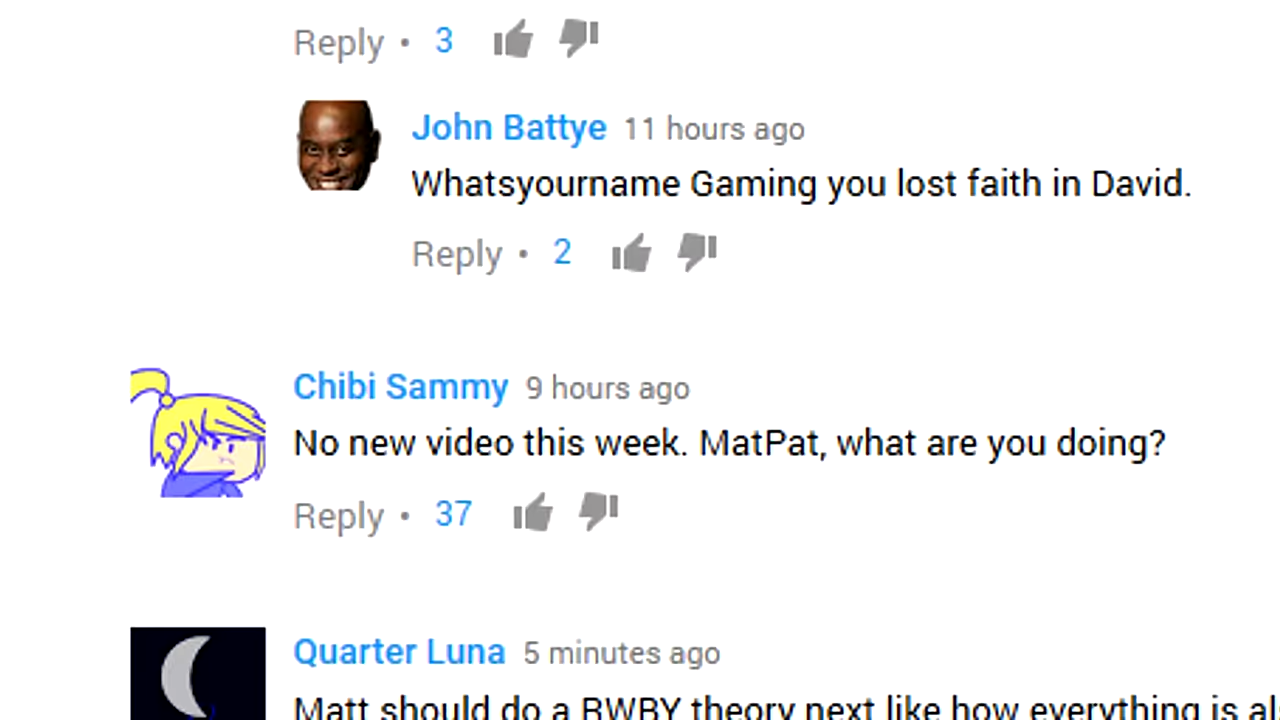 Reply • 3
John Battye 11 hours ago
Whatsyourname Gaming you lost faith in David.
Reply • 2
Chibi Sammy 9 hours ago
No new video this week. MatPat, what are you doing?
Reply • 37
Quarter Luna 5 minutes ago
Matt should do a RWBY theory next like how everything is